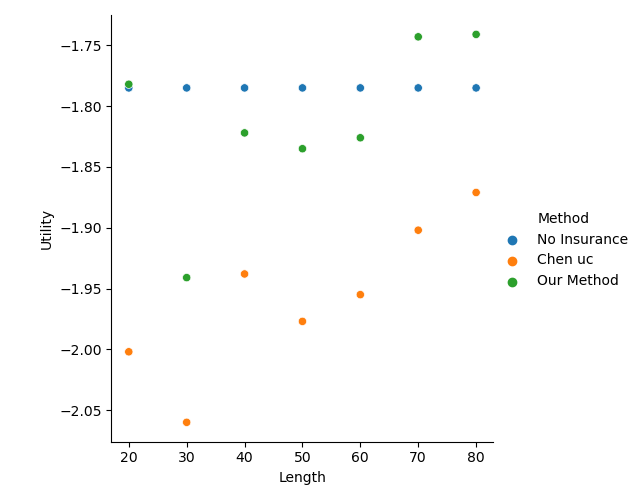 −1.75
−1.80
−1.85
−1.90
−1.95
−2.00
−2.05
Utility
20 30 40 50 60 70 80
Length
Method
No Insurance
Chen uc
Our Method